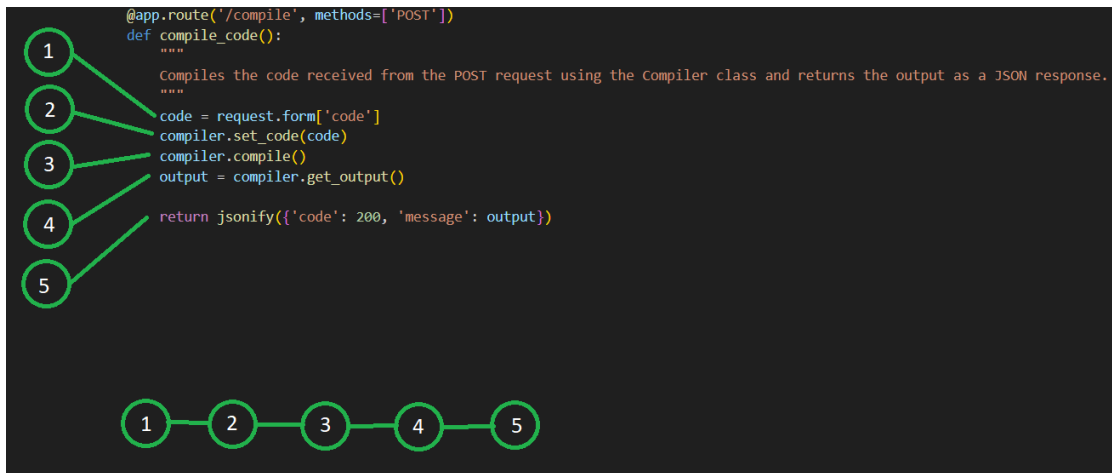 @app.route('/compile', methods=['POST'])
def compile_code():
"""
Compiles the code received from the POST request using the Compiler class and returns the output as a JSON response.
"""
code = request.form['code']
compiler.set_code(code)
compiler.compile()
output = compiler.get_output()
return jsonify({'code': 200, 'message': output})
1
2
3
4
5
1 2 3 4 5